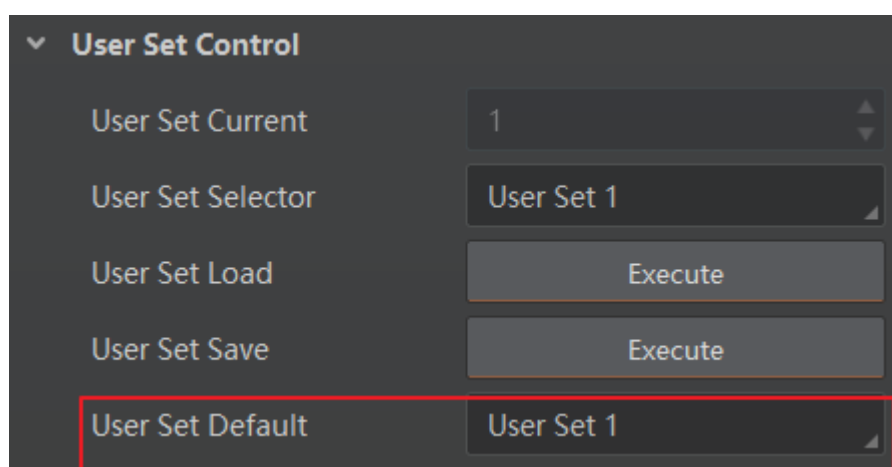 User Set Control
User Set Current 1
User Set Selector User Set 1
User Set Load Execute
User Set Save Execute
User Set Default User Set 1